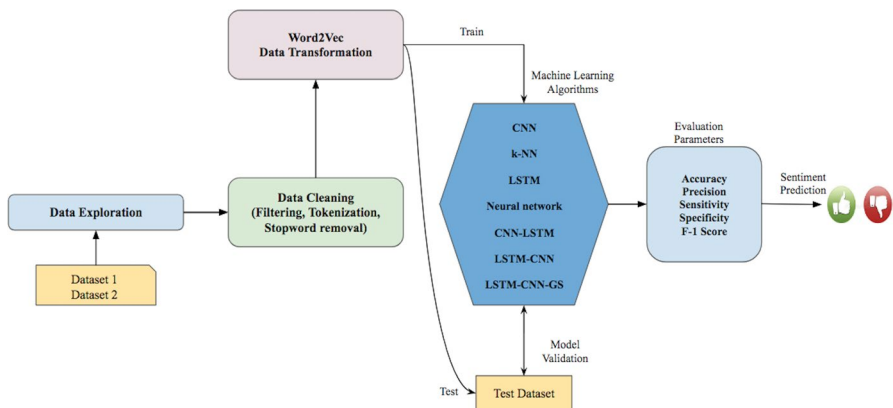 Word2Vec
Data Transformation
Train
Machine Learning
Algorithms
CNN
k-NN
LSTM
Neural network
CNN-LSTM
LSTM-CNN
LSTM-CNN-GS
Evaluation
Parameters
Accuracy
Precision
Sensitivity
Specificity
F-1 Score
Sentiment
Prediction
Data Exploration
Data Cleaning
(Filtering, Tokenization,
Stopword removal)
Dataset 1
Dataset 2
Model
Validation
Test
Test Dataset